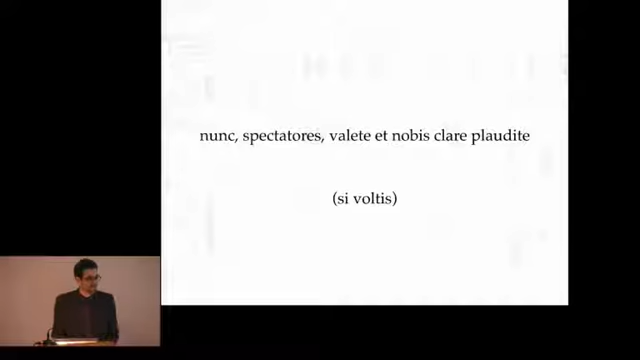 nunc, spectatores, valete et nobis clare plaudite
(si voltis)